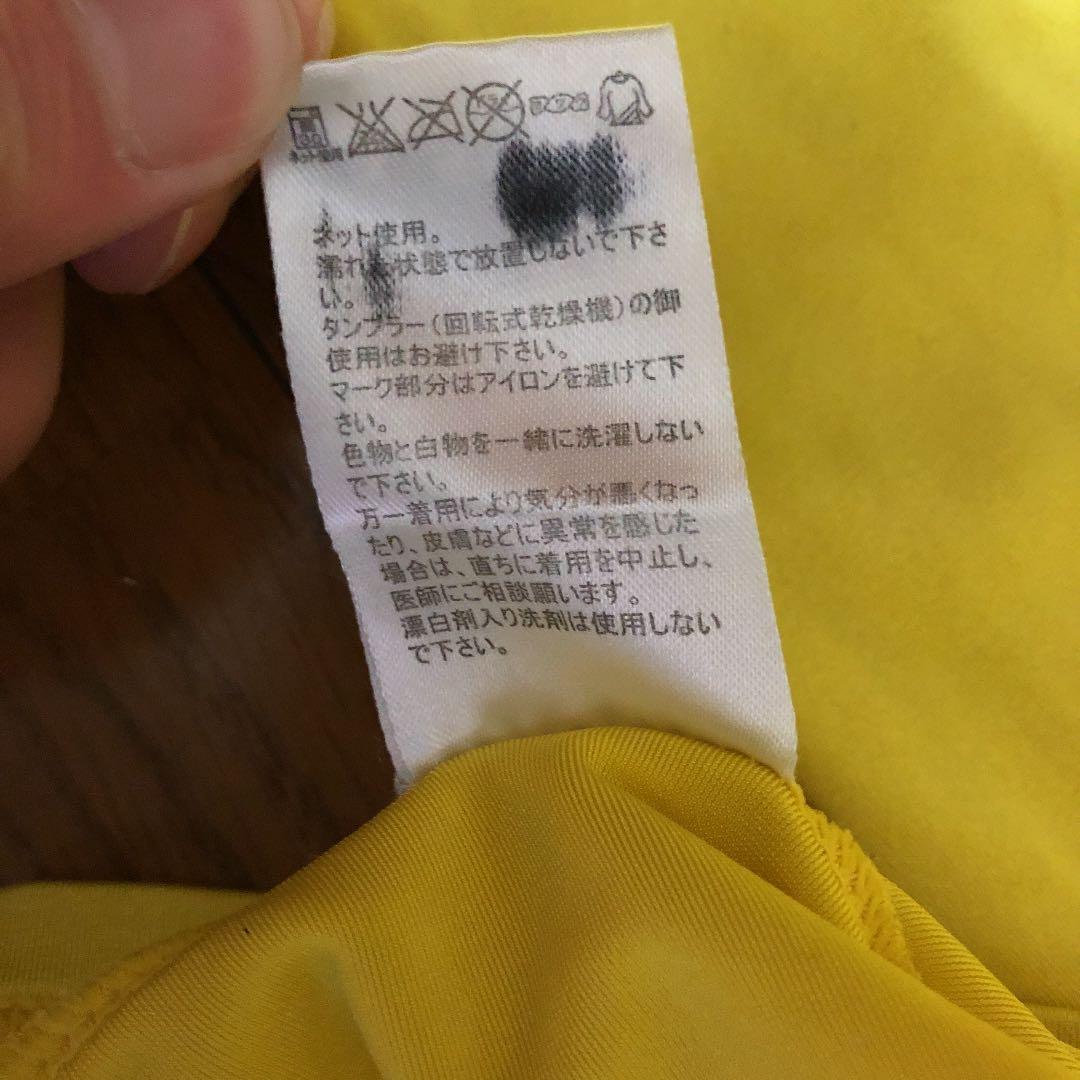 ネット使用。
濡れた状態で放置しないで下さ
い。
タンブラー(回転式乾燥機)の御
使用はお避け下さい。
マーク部分はアイロンを避けて下
さい。
色物と白物を一緒に洗濯しない
で下さい。
万一着用により気分が悪くなっ
たり、皮膚などに異常を感じた
場合は、直ちに着用を中止し、
医師にご相談願います。
漂白剤入り洗剤は使用しない
で下さい。